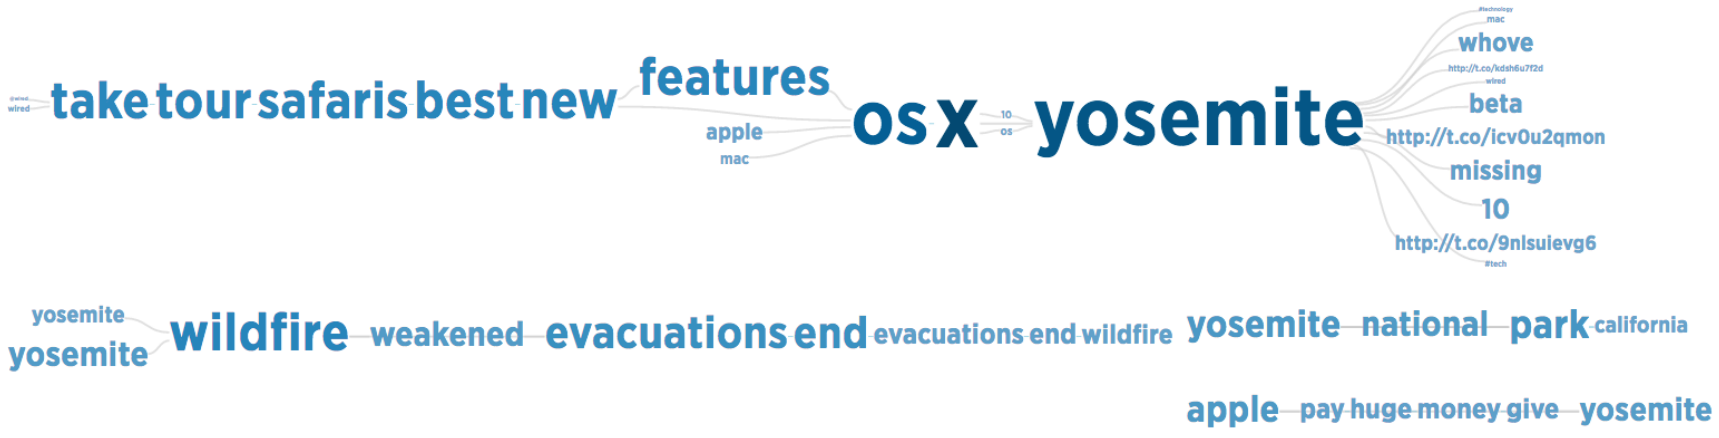 @wired
wired
take tour safaris best new
features
apple
mac
os x
10
os
yosemite
#technology
mac
whove
http://t.co/kdsh6u7f2d
wired
beta
http://t.co/icv0u2qmon
missing
10
http://t.co/9nlsuievg6
#tech
yosemite
yosemite
wildfire weakened evacuations end evacuations end wildfire
yosemite national park california
apple pay huge money give yosemite